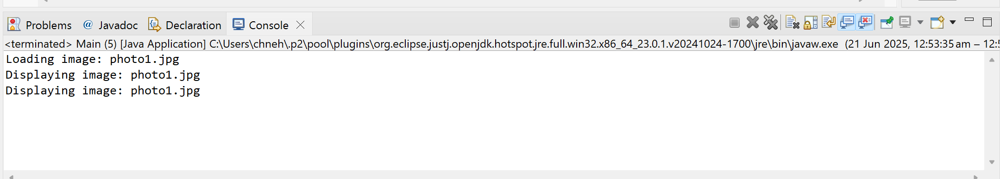 Problems @ Javadoc Declaration Console
<terminated> Main (5) [Java Application] C:\Users\chneh\.p2\pool\plugins\org.eclipse.justj.openjdk.hotspot.jre.full.win32.x86_64_23.0.1.v20241024-1700\jre\bin\javaw.exe (21 Jun 2025, 12:53:35 am – 12:5
Loading image: photo1.jpg
Displaying image: photo1.jpg
Displaying image: photo1.jpg